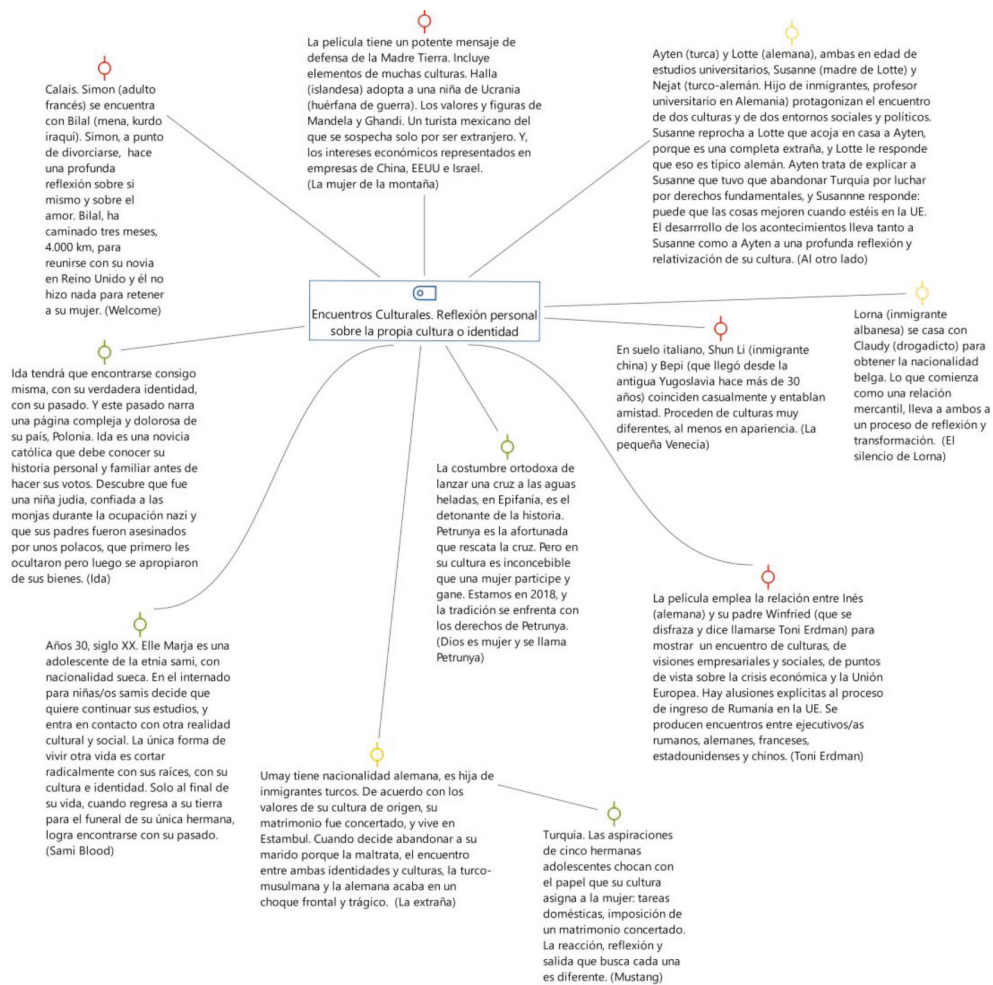 La película tiene un potente mensaje de
defensa de la Madre Tierra. Incluye
elementos de muchas culturas. Halla
(islandesa) adopta a una niña de Ucrania
(huérfana de guerra). Los valores y figuras de
Mandela y Ghandi. Un turista mexicano del
que se sospecha solo por ser extranjero. Y,
los intereses económicos representados en
empresas de China, EEUU e Israel.
(La mujer de la montaña)
Ayten (turca) y Lotte (alemana), ambas en edad de
estudios universitarios, Susanne (madre de Lotte) y
Nejat (turco-alemán. Hijo de inmigrantes, profesor
universitario en Alemania) protagonizan el encuentro
de dos culturas y de dos entornos sociales y políticos.
Susanne reprocha a Lotte que acoja en casa a Ayten,
porque es una completa extraña, y Lotte le responde
que eso es típico alemán. Ayten trata de explicar a
Susanne que tuvo que abandonar Turquía por luchar
por derechos fundamentales, y Susannne responde:
puede que las cosas mejoren cuando estéis en la UE.
El desarrollo de los acontecimientos lleva tanto a
Susanne como a Ayten a una profunda reflexión y
relativización de su cultura. (Al otro lado)
Calais. Simon (adulto
francés) se encuentra
con Bilal (mena, kurdo
iraquí). Simon, a punto
de divorciarse,  hace
una profunda
reflexión sobre si
mismo y sobre el
amor. Bilal, ha
caminado tres meses,
4.000 km, para
reunirse con su novia
en Reino Unido y él no
hizo nada para retener
a su mujer. (Welcome)
Encuentros Culturales. Reflexión personal
sobre la propia cultura o identidad
Lorna (inmigrante
albanesa) se casa con
Claudy (drogadicto) para
obtener la nacionalidad
belga. Lo que comienza
como una relación
mercantil, lleva a ambos a
un proceso de reflexión y
transformación.  (El
silencio de Lorna)
En suelo italiano, Shun Li (inmigrante
china) y Bepi (que llegó desde la
antigua Yugoslavia hace más de 30
años) coinciden casualmente y entablan
amistad. Proceden de culturas muy
diferentes, al menos en apariencia. (La
pequeña Venecia)
Ida tendrá que encontrarse consigo
misma, con su verdadera identidad,
con su pasado. Y este pasado narra
una página compleja y dolorosa de
su país, Polonia. Ida es una novicia
católica que debe conocer su
historia personal y familiar antes de
hacer sus votos. Descubre que fue
una niña judía, confiada a las
monjas durante la ocupación nazi y
que sus padres fueron asesinados
por unos polacos, que primero les
ocultaron pero luego se apropiaron
de sus bienes. (Ida)
La costumbre ortodoxa de
lanzar una cruz a las aguas
heladas, en Epifanía, es el
detonante de la historia.
Petrunya es la afortunada
que rescata la cruz. Pero en
su cultura es inconcebible
que una mujer participe y
gane. Estamos en 2018, y
la tradición se enfrenta con
los derechos de Petrunya.
(Dios es mujer y se llama
Petrunya)
La película emplea la relación entre Inés
(alemana) y su padre Winfried (que se
disfraza y dice llamarse Toni Erdman) para
mostrar  un encuentro de culturas, de
visiones empresariales y sociales, de puntos
de vista sobre la crisis económica y la Unión
Europea. Hay alusiones explícitas al proceso
de ingreso de Rumanía en la UE. Se
producen encuentros entre ejecutivos/as
rumanos, alemanes, franceses,
estadounidenses y chinos. (Toni Erdman)
Años 30, siglo XX. Elle Marja es una
adolescente de la etnia sami, con
nacionalidad sueca. En el internado
para niñas/os samis decide que
quiere continuar sus estudios, y
entra en contacto con otra realidad
cultural y social. La única forma de
vivir otra vida es cortar
radicalmente con sus raíces, con su
cultura e identidad. Solo al final de
su vida, cuando regresa a su tierra
para el funeral de su única hermana,
logra encontrarse con su pasado.
(Sami Blood)
Umay tiene nacionalidad alemana, es hija de
inmigrantes turcos. De acuerdo con los
valores de su cultura de origen, su
matrimonio fue concertado, y vive en
Estambul. Cuando decide abandonar a su
marido porque la maltrata, el encuentro
entre ambas identidades y culturas, la turco-
musulmana y la alemana acaba en un
choque frontal y trágico.  (La extraña)
Turquía. Las aspiraciones
de cinco hermanas
adolescentes chocan con
el papel que su cultura
asigna a la mujer: tareas
domésticas, imposición de
un matrimonio concertado.
La reacción, reflexión y
salida que busca cada una
es diferente. (Mustang)